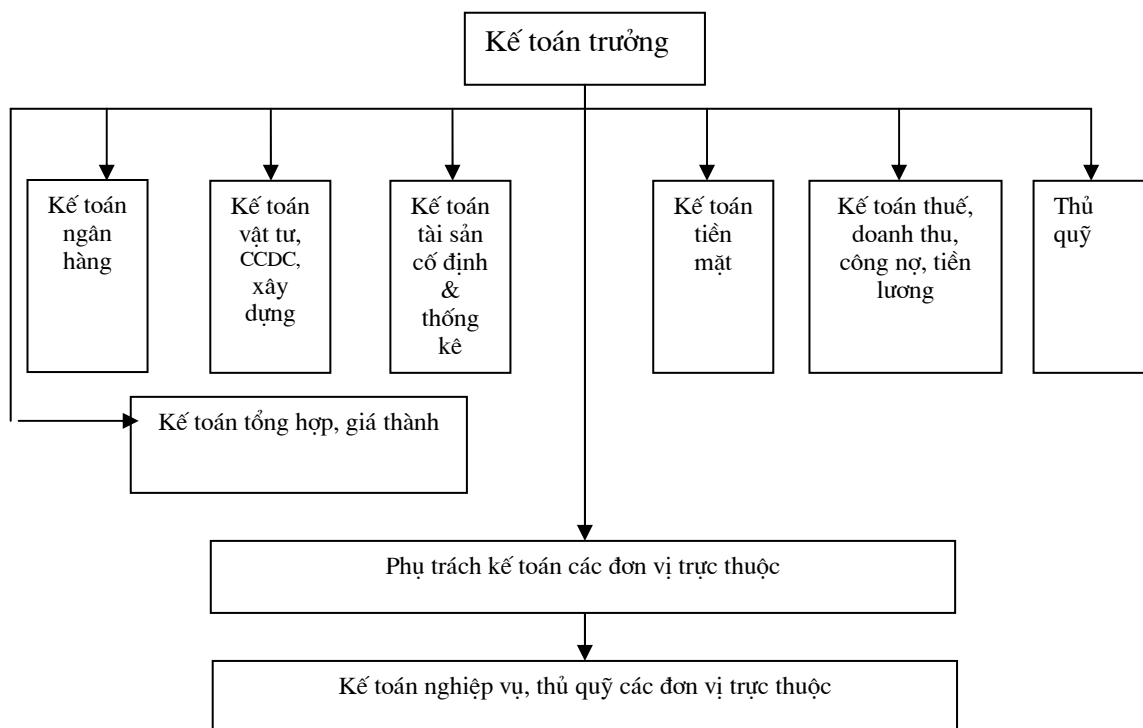 Kế toán trưởng
Kế toán
ngân
hàng
Kế toán
vật tư,
CCDC,
xây
dựng
Kế toán
tài sản
cố định
&
thống
kê
Kế toán
tiền
mặt
Kế toán thuế,
doanh thu,
công nợ, tiền
lương
Thủ
quỹ
Kế toán tổng hợp, giá thành
Phụ trách kế toán các đơn vị trực thuộc
Kế toán nghiệp vụ, thủ quỹ các đơn vị trực thuộc